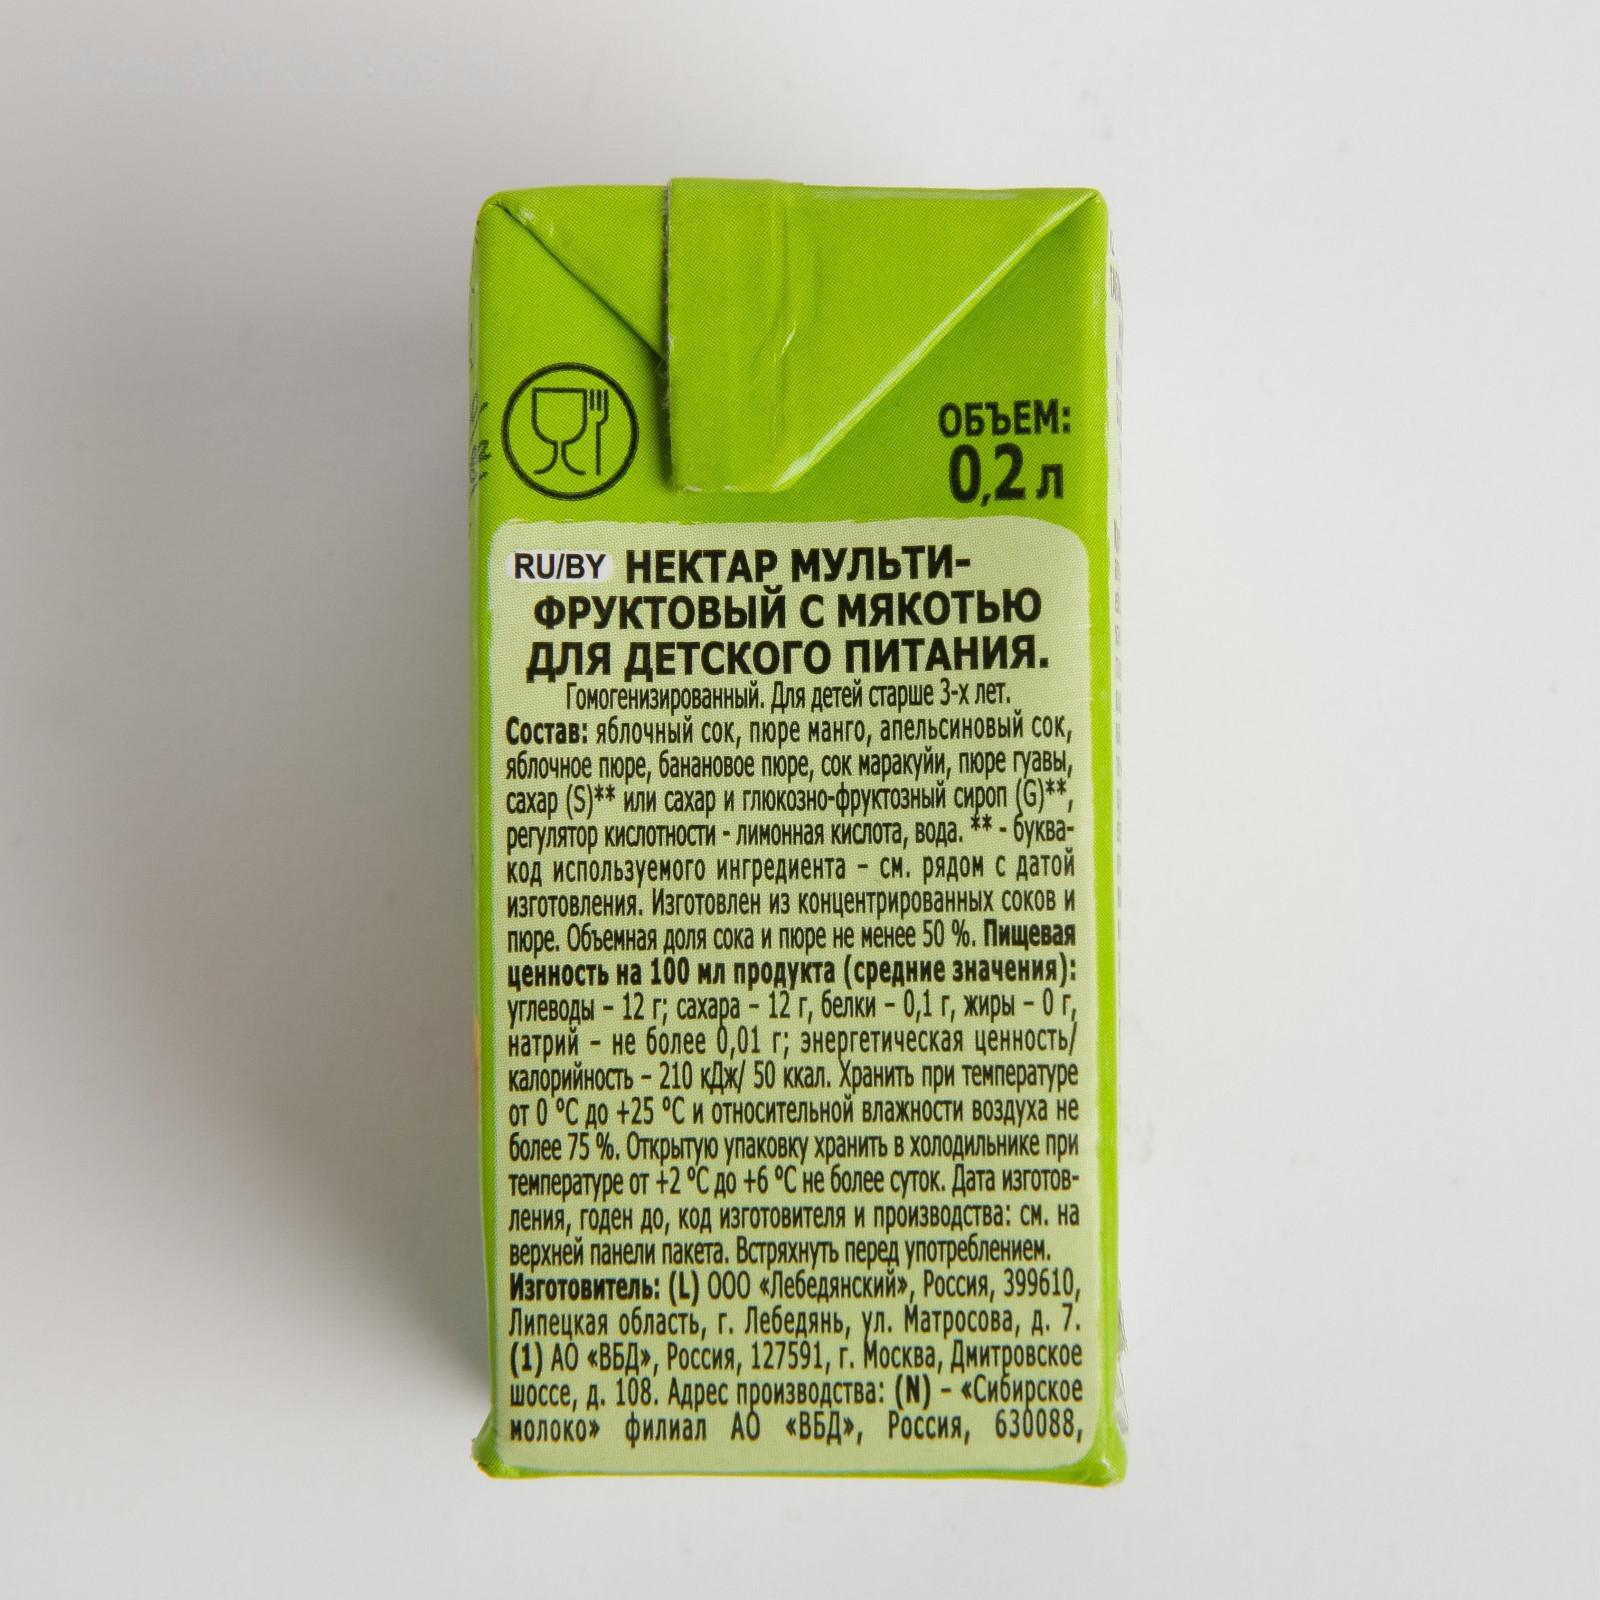 ОБЪЕМ:
0,2 л
RU/BY НЕКТАР МУЛЬТИ-
ФРУКТОВЫЙ С МЯКОТЬЮ
ДЛЯ ДЕТСКОГО ПИТАНИЯ.
Гомогенизированный. Для детей старше 3-х лет.
Состав: яблочный сок, пюре манго, апельсиновый сок,
яблочное пюре, банановое пюре, сок маракуйи, пюре гуавы,
сахар (S)** или сахар и глюкозно-фруктозный сироп (G)**,
регулятор кислотности - лимонная кислота, вода. ** - буква-
код используемого ингредиента – см. рядом с датой
изготовления. Изготовлен из концентрированных соков и
пюре. Объемная доля сока и пюре не менее 50 %. Пищевая
ценность на 100 мл продукта (средние значения):
углеводы – 12 г; сахара – 12 г, белки – 0,1 г, жиры – 0 г,
натрий – не более 0,01 г; энергетическая ценность/
калорийность – 210 кДж/ 50 ккал. Хранить при температуре
от 0 °С до +25 °С и относительной влажности воздуха не
более 75 %. Открытую упаковку хранить в холодильнике при
температуре от +2 °С до +6 °С не более суток. Дата изготов-
ления, годен до, код изготовителя и производства: см. на
верхней панели пакета. Встряхнуть перед употреблением.
Изготовитель: (L) ООО «Лебедянский», Россия, 399610,
Липецкая область, г. Лебедянь, ул. Матросова, д. 7.
(1) АО «ВБД», Россия, 127591, г. Москва, Дмитровское
шоссе, д. 108. Адрес производства: (N) – «Сибирское
молоко» филиал АО «ВБД», Россия, 630088,